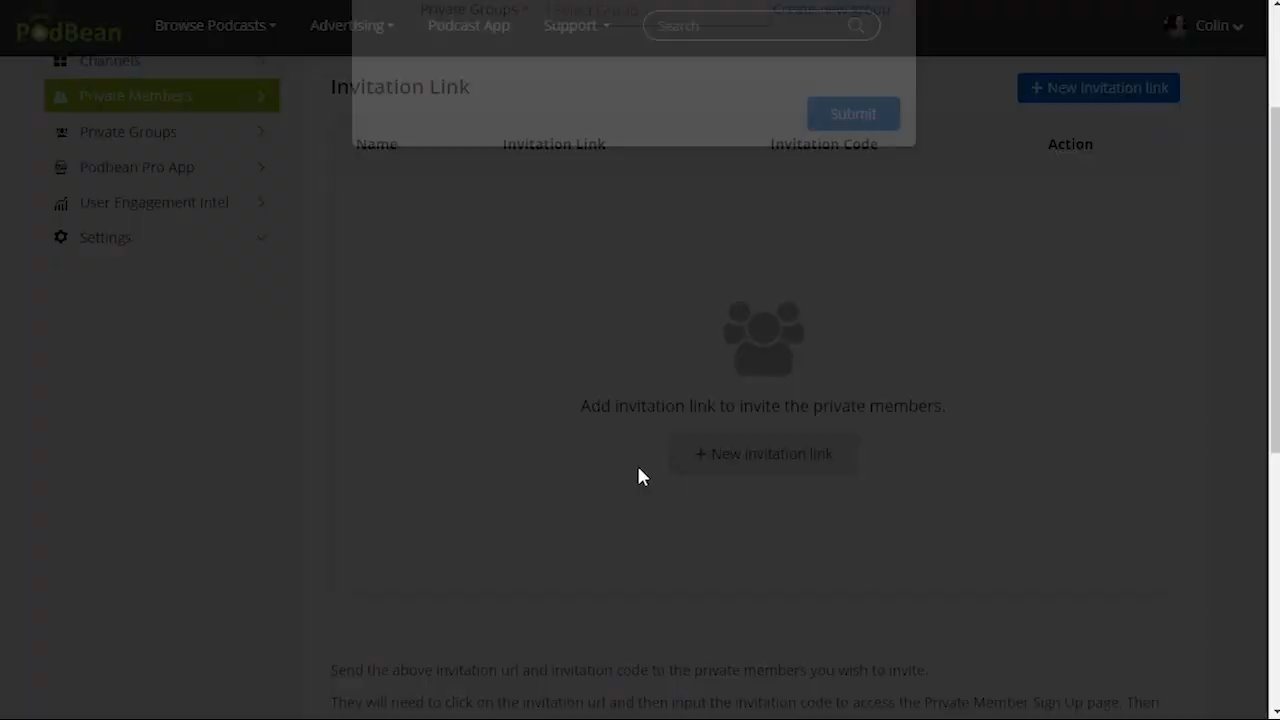 Private Groups * Select Group Create new group
PodBean Browse Podcasts Advertising Podcast App Support Search Colin
Channels
Invitation Link + New invitation link
Private Members
Submit
Private Groups
Name Invitation Link Invitation Code Action
Podbean Pro App
User Engagement Intel
Settings
Add invitation link to invite the private members.
+ New invitation link
Send the above invitation url and invitation code to the private members you wish to invite.
They will need to click on the invitation url and then input the invitation code to access the Private Member Sign Up page. Then